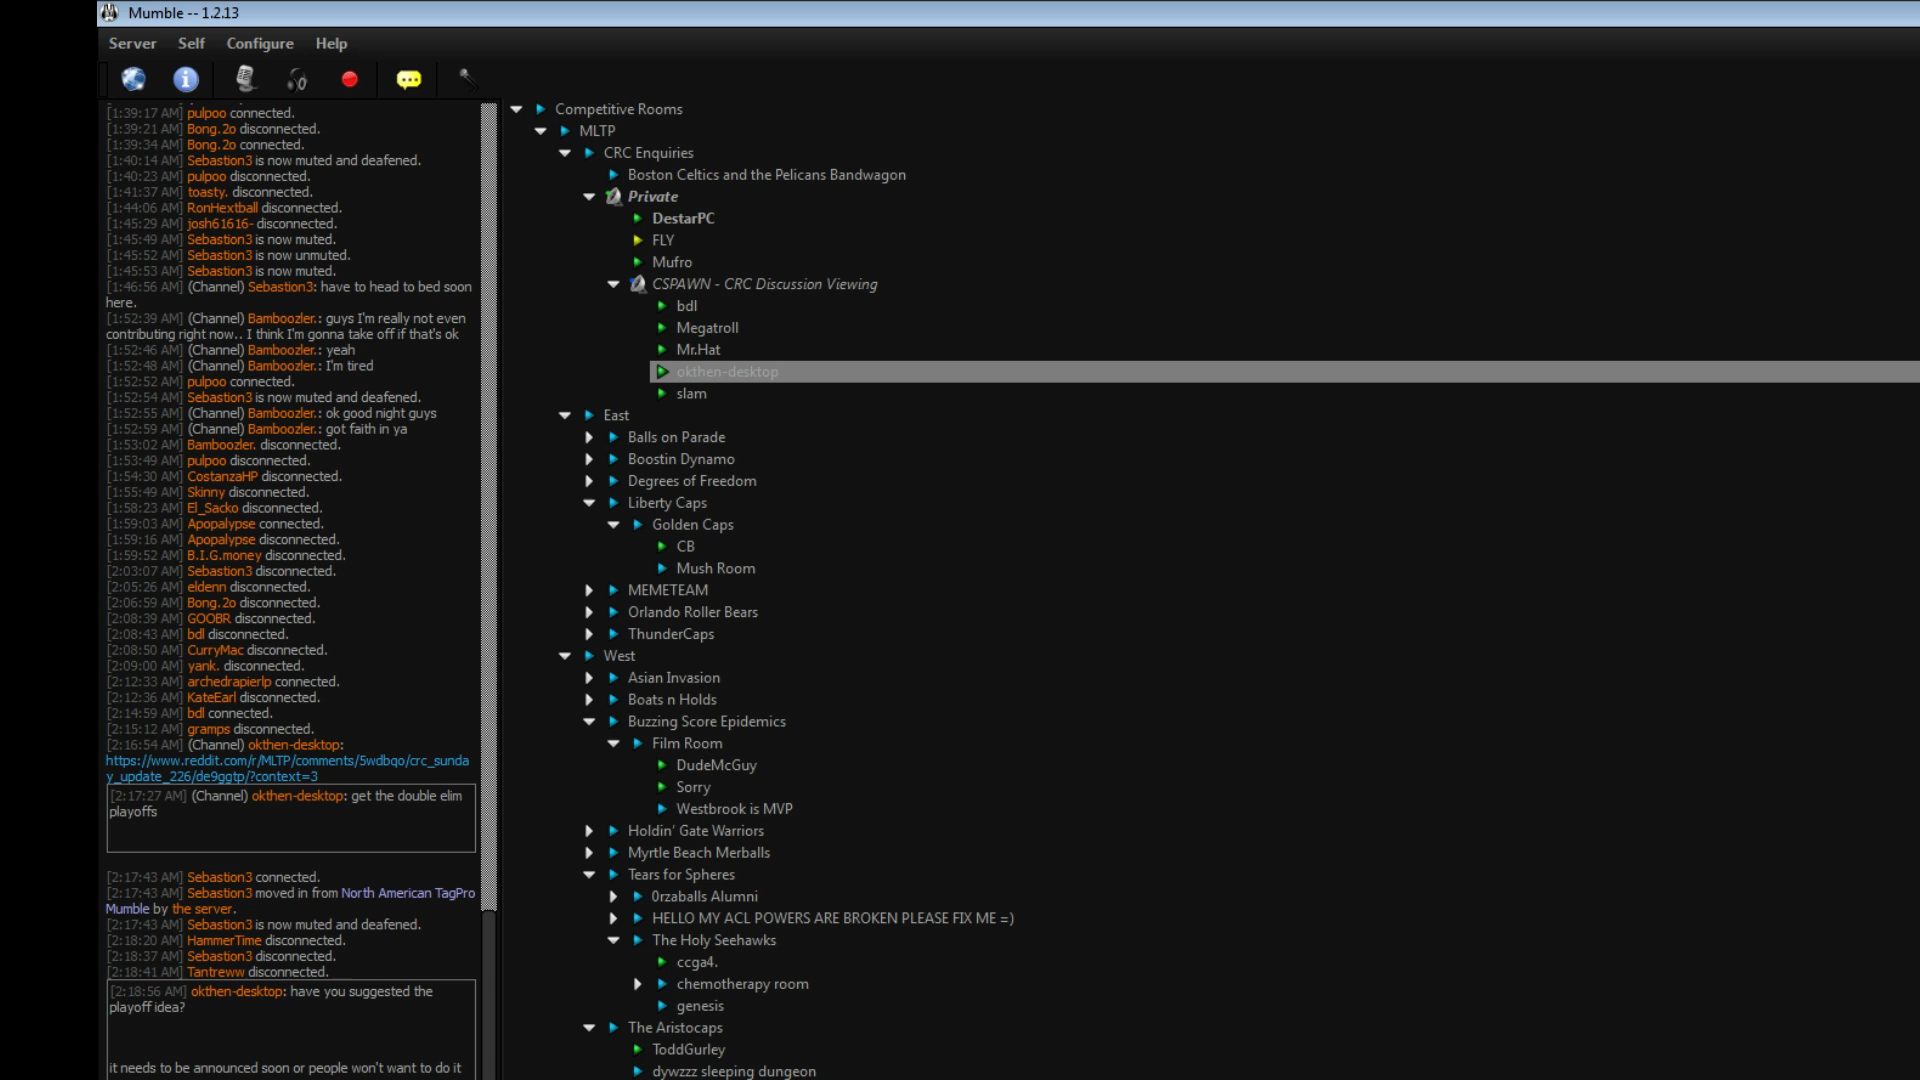 Mumble -- 1.2.13
Server Self Configure Help
[1:39:17 AM] pulpoo connected.
[1:39:21 AM] Bong.2o disconnected.
[1:39:34 AM] Bong.2o connected.
[1:40:14 AM] Sebastion3 is now muted and deafened.
[1:40:23 AM] pulpoo disconnected.
[1:41:37 AM] toasty. disconnected.
[1:44:06 AM] RonHextball disconnected.
[1:45:29 AM] josh61616- disconnected.
[1:45:49 AM] Sebastion3 is now muted.
[1:45:52 AM] Sebastion3 is now unmuted.
[1:45:53 AM] Sebastion3 is now muted.
[1:46:56 AM] (Channel) Sebastion3: have to head to bed soon
here.
[1:52:39 AM] (Channel) Bamboozler.: guys I'm really not even
contributing right now.. I think I'm gonna take off if that's ok
[1:52:46 AM] (Channel) Bamboozler.: yeah
[1:52:48 AM] (Channel) Bamboozler.: I'm tired
[1:52:52 AM] pulpoo connected.
[1:52:54 AM] Sebastion3 is now muted and deafened.
[1:52:55 AM] (Channel) Bamboozler.: ok good night guys
[1:52:59 AM] (Channel) Bamboozler.: got faith in ya
[1:53:02 AM] Bamboozler. disconnected.
[1:53:49 AM] pulpoo disconnected.
[1:54:30 AM] CostanzaHP disconnected.
[1:55:49 AM] Skinny disconnected.
[1:58:23 AM] El_Sacko disconnected.
[1:59:03 AM] Apopalypse connected.
[1:59:16 AM] Apopalypse disconnected.
[1:59:52 AM] B.I.G.money disconnected.
[2:03:07 AM] Sebastion3 disconnected.
[2:05:26 AM] eldenn disconnected.
[2:06:59 AM] Bong.2o disconnected.
[2:08:39 AM] GOOBR disconnected.
[2:08:43 AM] bdl disconnected.
[2:08:50 AM] CurryMac disconnected.
[2:09:00 AM] yank. disconnected.
[2:12:33 AM] archedrapierlp connected.
[2:12:36 AM] KateEarl disconnected.
[2:14:59 AM] bdl connected.
[2:15:12 AM] gramps disconnected.
[2:16:54 AM] (Channel) okthen-desktop:
https://www.reddit.com/r/MLTP/comments/5wdbqo/crc_sunda
y_update_226/de9ggtp/?context=3
[2:17:27 AM] (Channel) okthen-desktop: get the double elim
playoffs
[2:17:43 AM] Sebastion3 connected.
[2:17:43 AM] Sebastion3 moved in from North American TagPro
Mumble by the server.
[2:17:43 AM] Sebastion3 is now muted and deafened.
[2:18:20 AM] HammerTime disconnected.
[2:18:37 AM] Sebastion3 disconnected.
[2:18:41 AM] Tantreww disconnected.
[2:18:56 AM] okthen-desktop: have you suggested the
playoff idea?
it needs to be announced soon or people won't want to do it
Competitive Rooms
MLTP
CRC Enquiries
Boston Celtics and the Pelicans Bandwagon
Private
DestarPC
FLY
Mufro
CSPAWN - CRC Discussion Viewing
bdl
Megatroll
Mr.Hat
okthen-desktop
slam
East
Balls on Parade
Boostin Dynamo
Degrees of Freedom
Liberty Caps
Golden Caps
CB
Mush Room
MEMETEAM
Orlando Roller Bears
ThunderCaps
West
Asian Invasion
Boats n Holds
Buzzing Score Epidemics
Film Room
DudeMcGuy
Sorry
Westbrook is MVP
Holdin' Gate Warriors
Myrtle Beach Merballs
Tears for Spheres
0rzaballs Alumni
HELLO MY ACL POWERS ARE BROKEN PLEASE FIX ME =)
The Holy Seehawks
ccga4.
chemotherapy room
genesis
The Aristocaps
ToddGurley
dywzzz sleeping dungeon